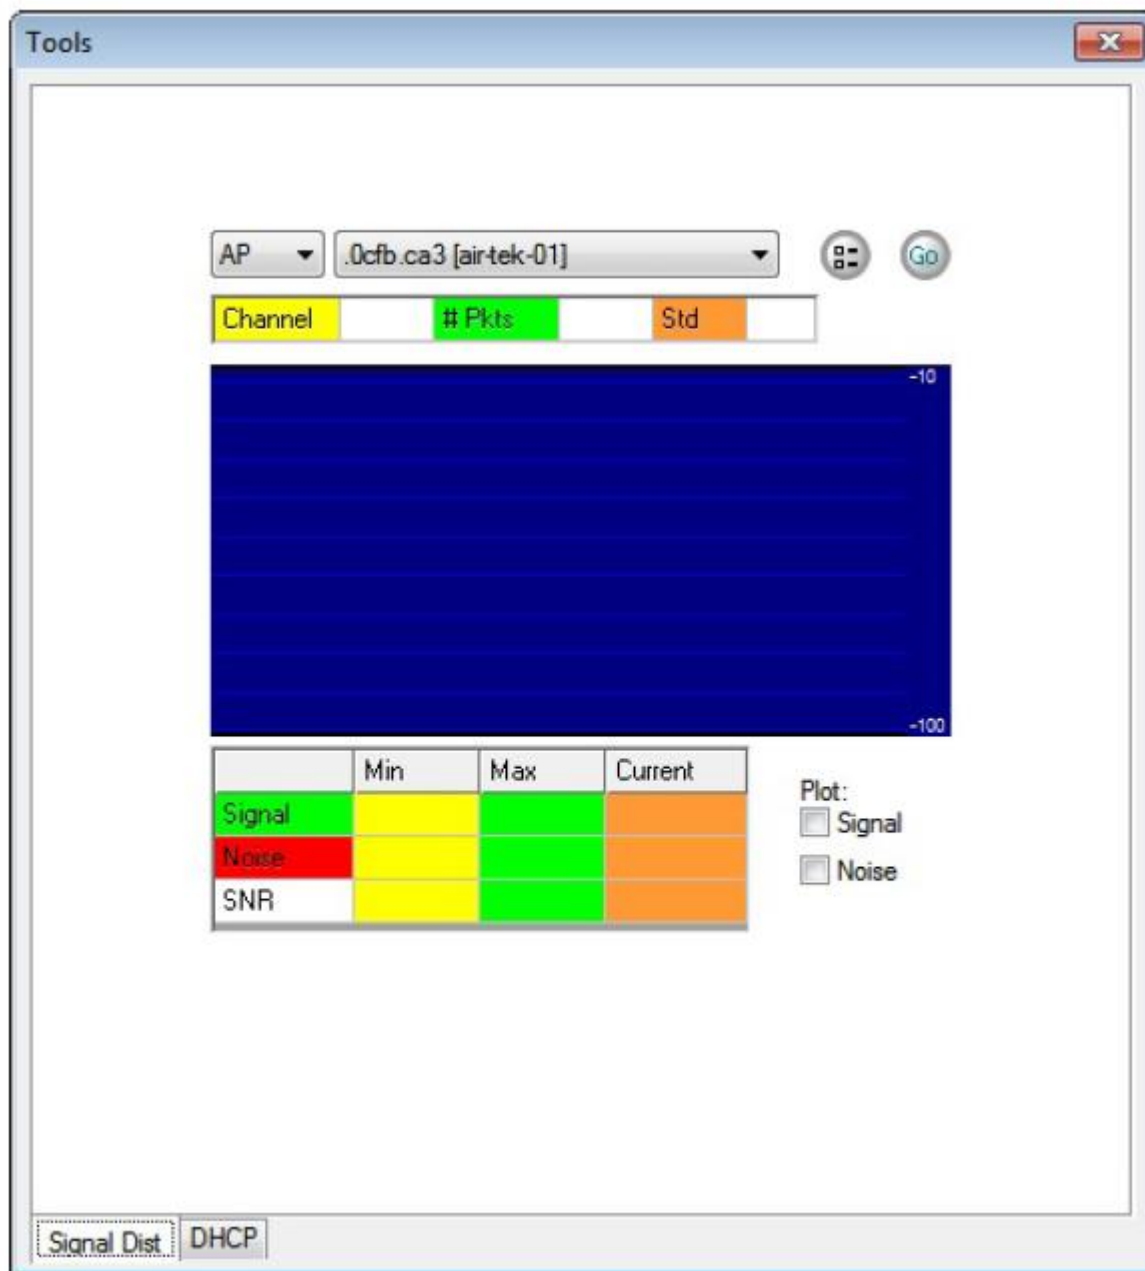 Tools
AP .0cfb.ca3 [air-tek-01] Go
Channel # Pkts Std
-10
-100
Min Max Current
Signal
Noise
SNR
Plot:
Signal
Noise
Signal Dist DHCP